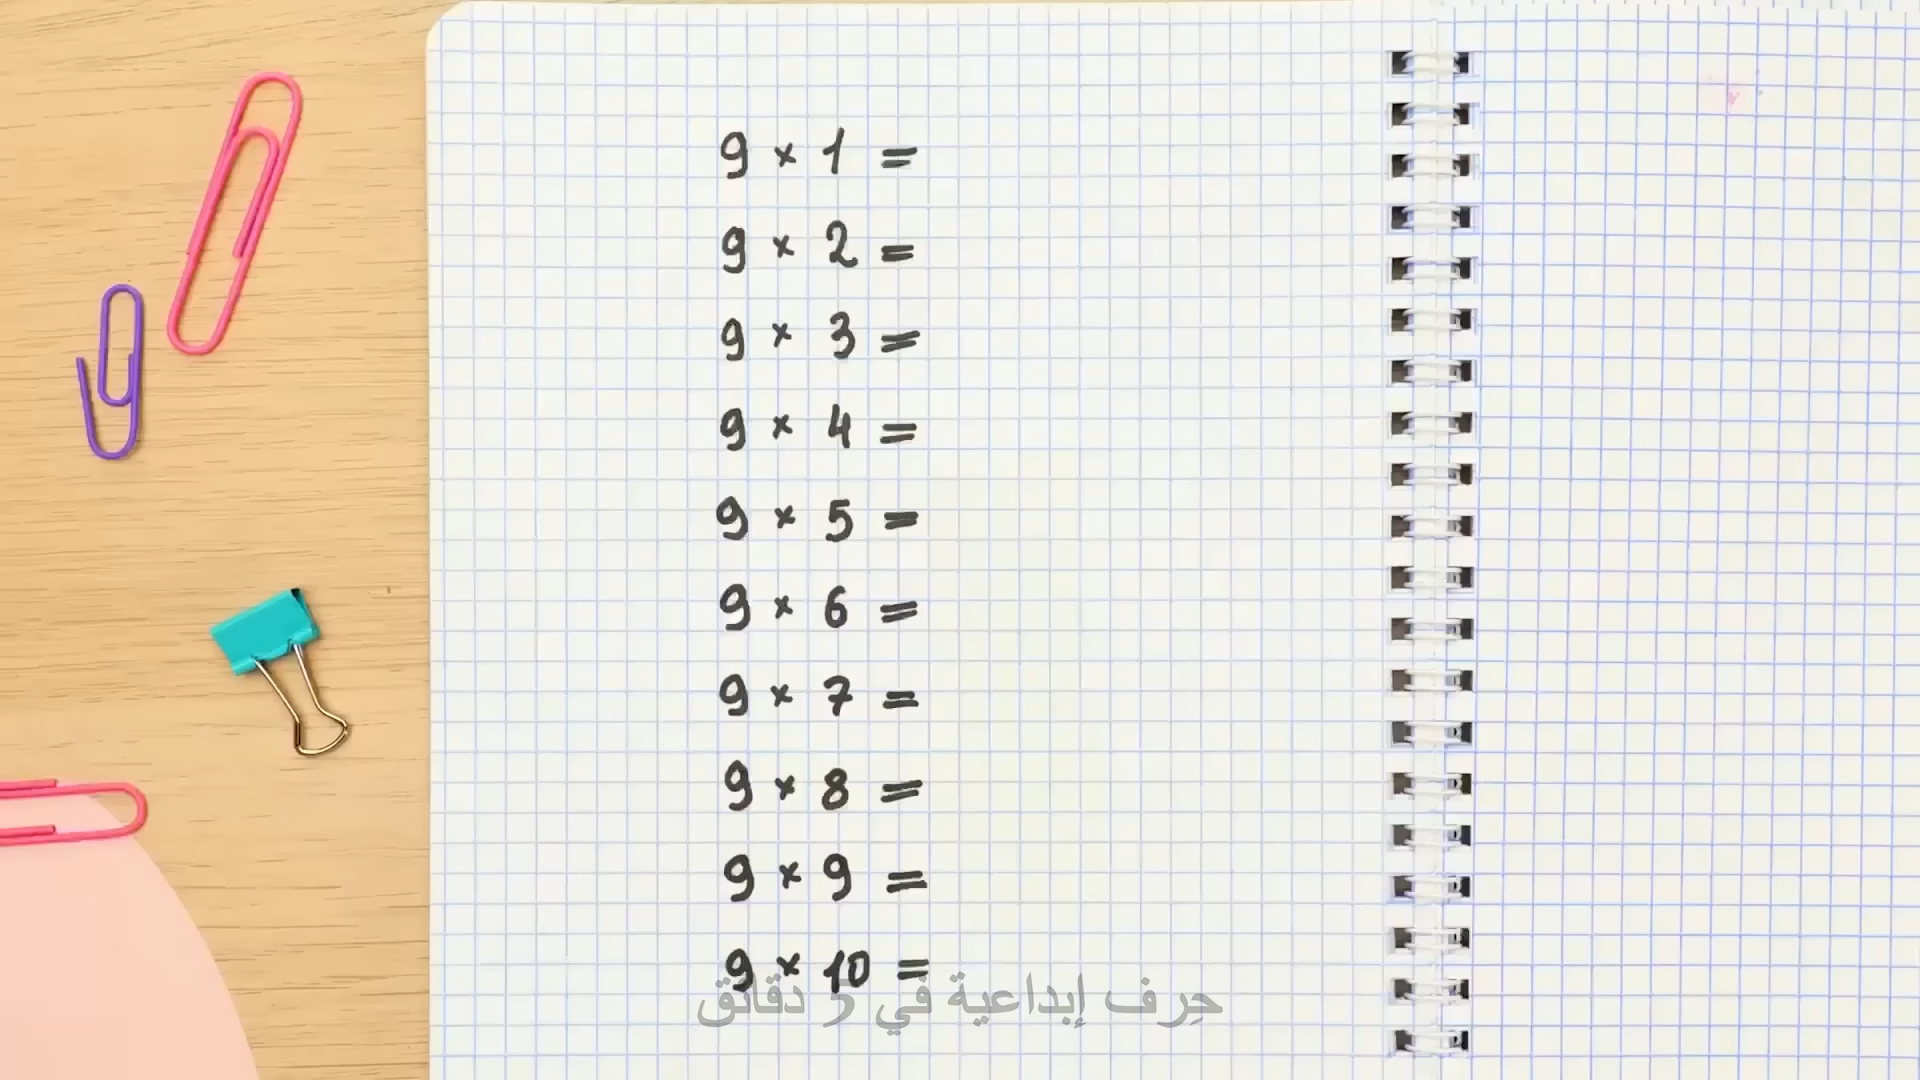 9 × 1 =
9 × 2 =
9 × 3 =
9 × 4 =
9 × 5 =
9 × 6 =
9 × 7 =
9 × 8 =
9 × 9 =
9 × 10 =
حِرف إبداعية في 5 دقائق